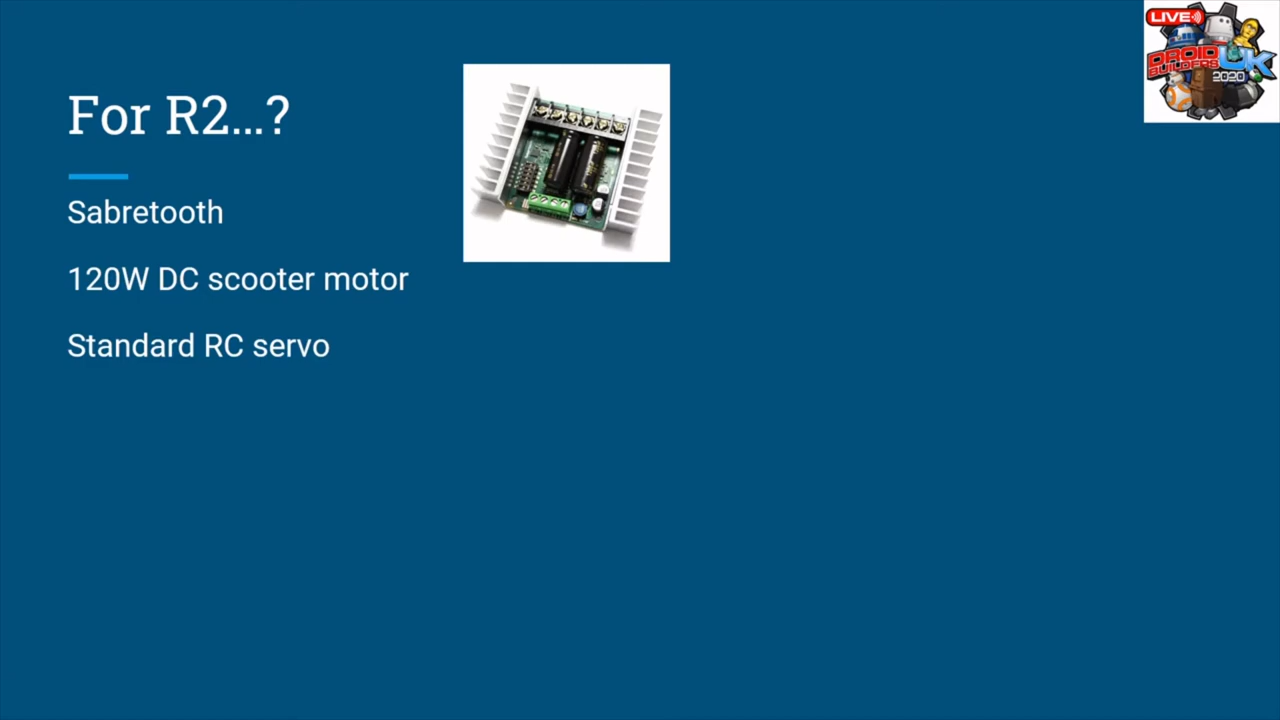 LIVE
DROID
BUILDERS
UK
2020
For R2...?
Sabretooth
120W DC scooter motor
Standard RC servo